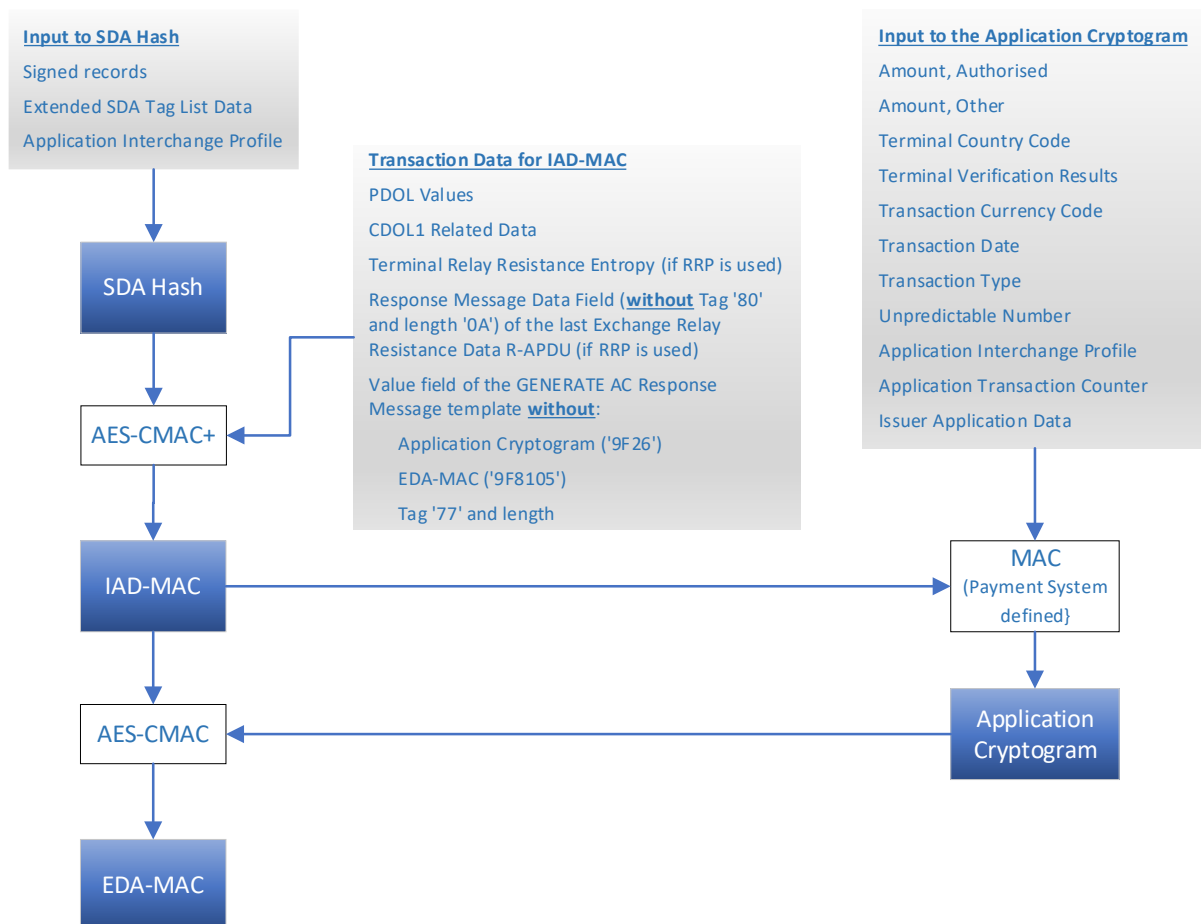 Input to SDA Hash
Signed records
Extended SDA Tag List Data
Application Interchange Profile
SDA Hash
AES-CMAC+
IAD-MAC
AES-CMAC
EDA-MAC
Transaction Data for IAD-MAC
PDOL Values
CDOL1 Related Data
Terminal Relay Resistance Entropy (if RRP is used)
Response Message Data Field (without Tag '80'
and length '0A') of the last Exchange Relay
Resistance Data R-APDU (if RRP is used)
Value field of the GENERATE AC Response
Message template without:
Application Cryptogram ('9F26')
EDA-MAC ('9F8105')
Tag '77' and length
Input to the Application Cryptogram
Amount, Authorised
Amount, Other
Terminal Country Code
Terminal Verification Results
Transaction Currency Code
Transaction Date
Transaction Type
Unpredictable Number
Application Interchange Profile
Application Transaction Counter
Issuer Application Data
MAC
(Payment System
defined}
Application
Cryptogram